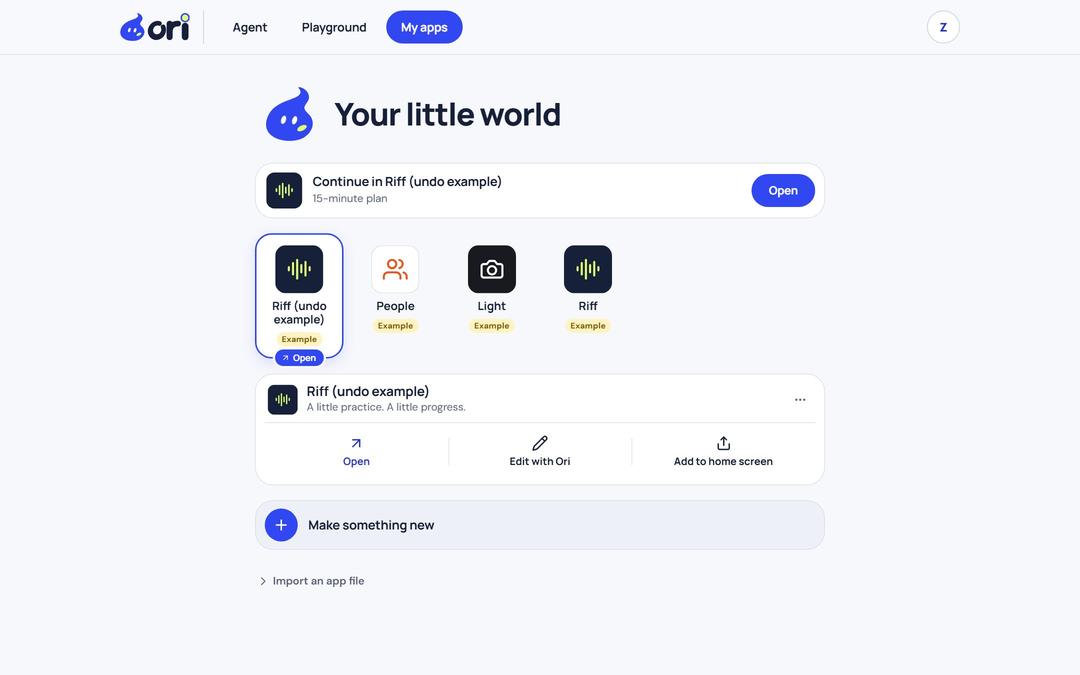 ori
Agent
Playground
My apps
Z
Your little world
Continue in Riff (undo example)
15-minute plan
Open
Riff (undo
example)
Example
Open
People
Example
Light
Example
Riff
Example
Riff (undo example)
A little practice. A little progress.
Open
Edit with Ori
Add to home screen
Make something new
Import an app file